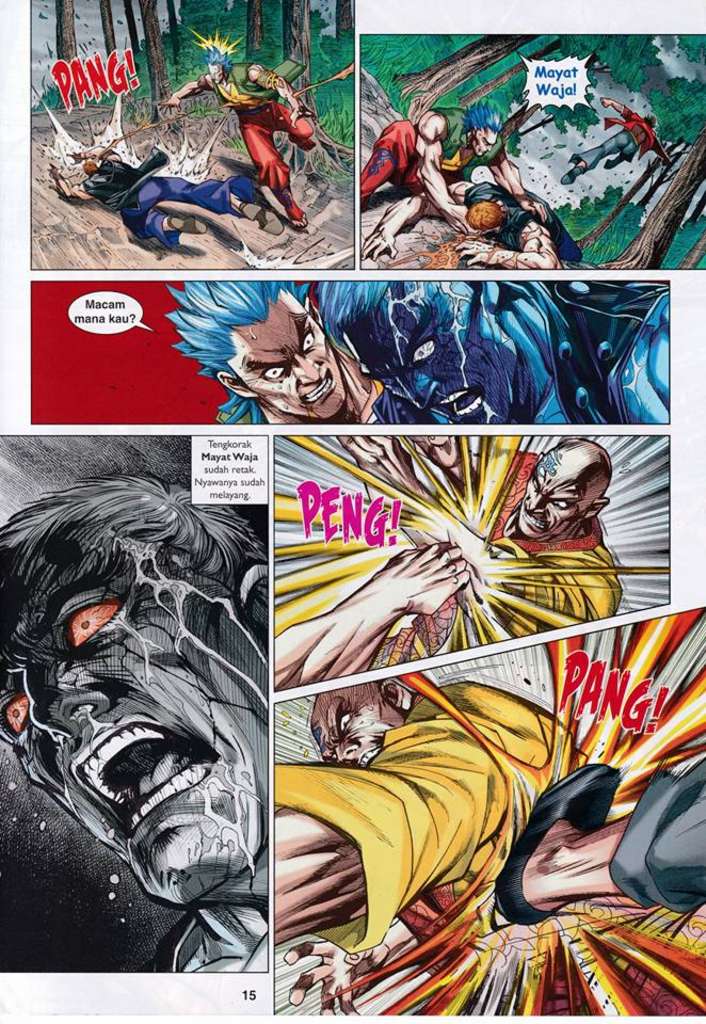 PANG!
Mayat
Waja!
Macam
mana kau?
Tengkorak
Mayat Waja
sudah retak.
Nyawanya sudah
melayang.
PENG!
PANG!
15